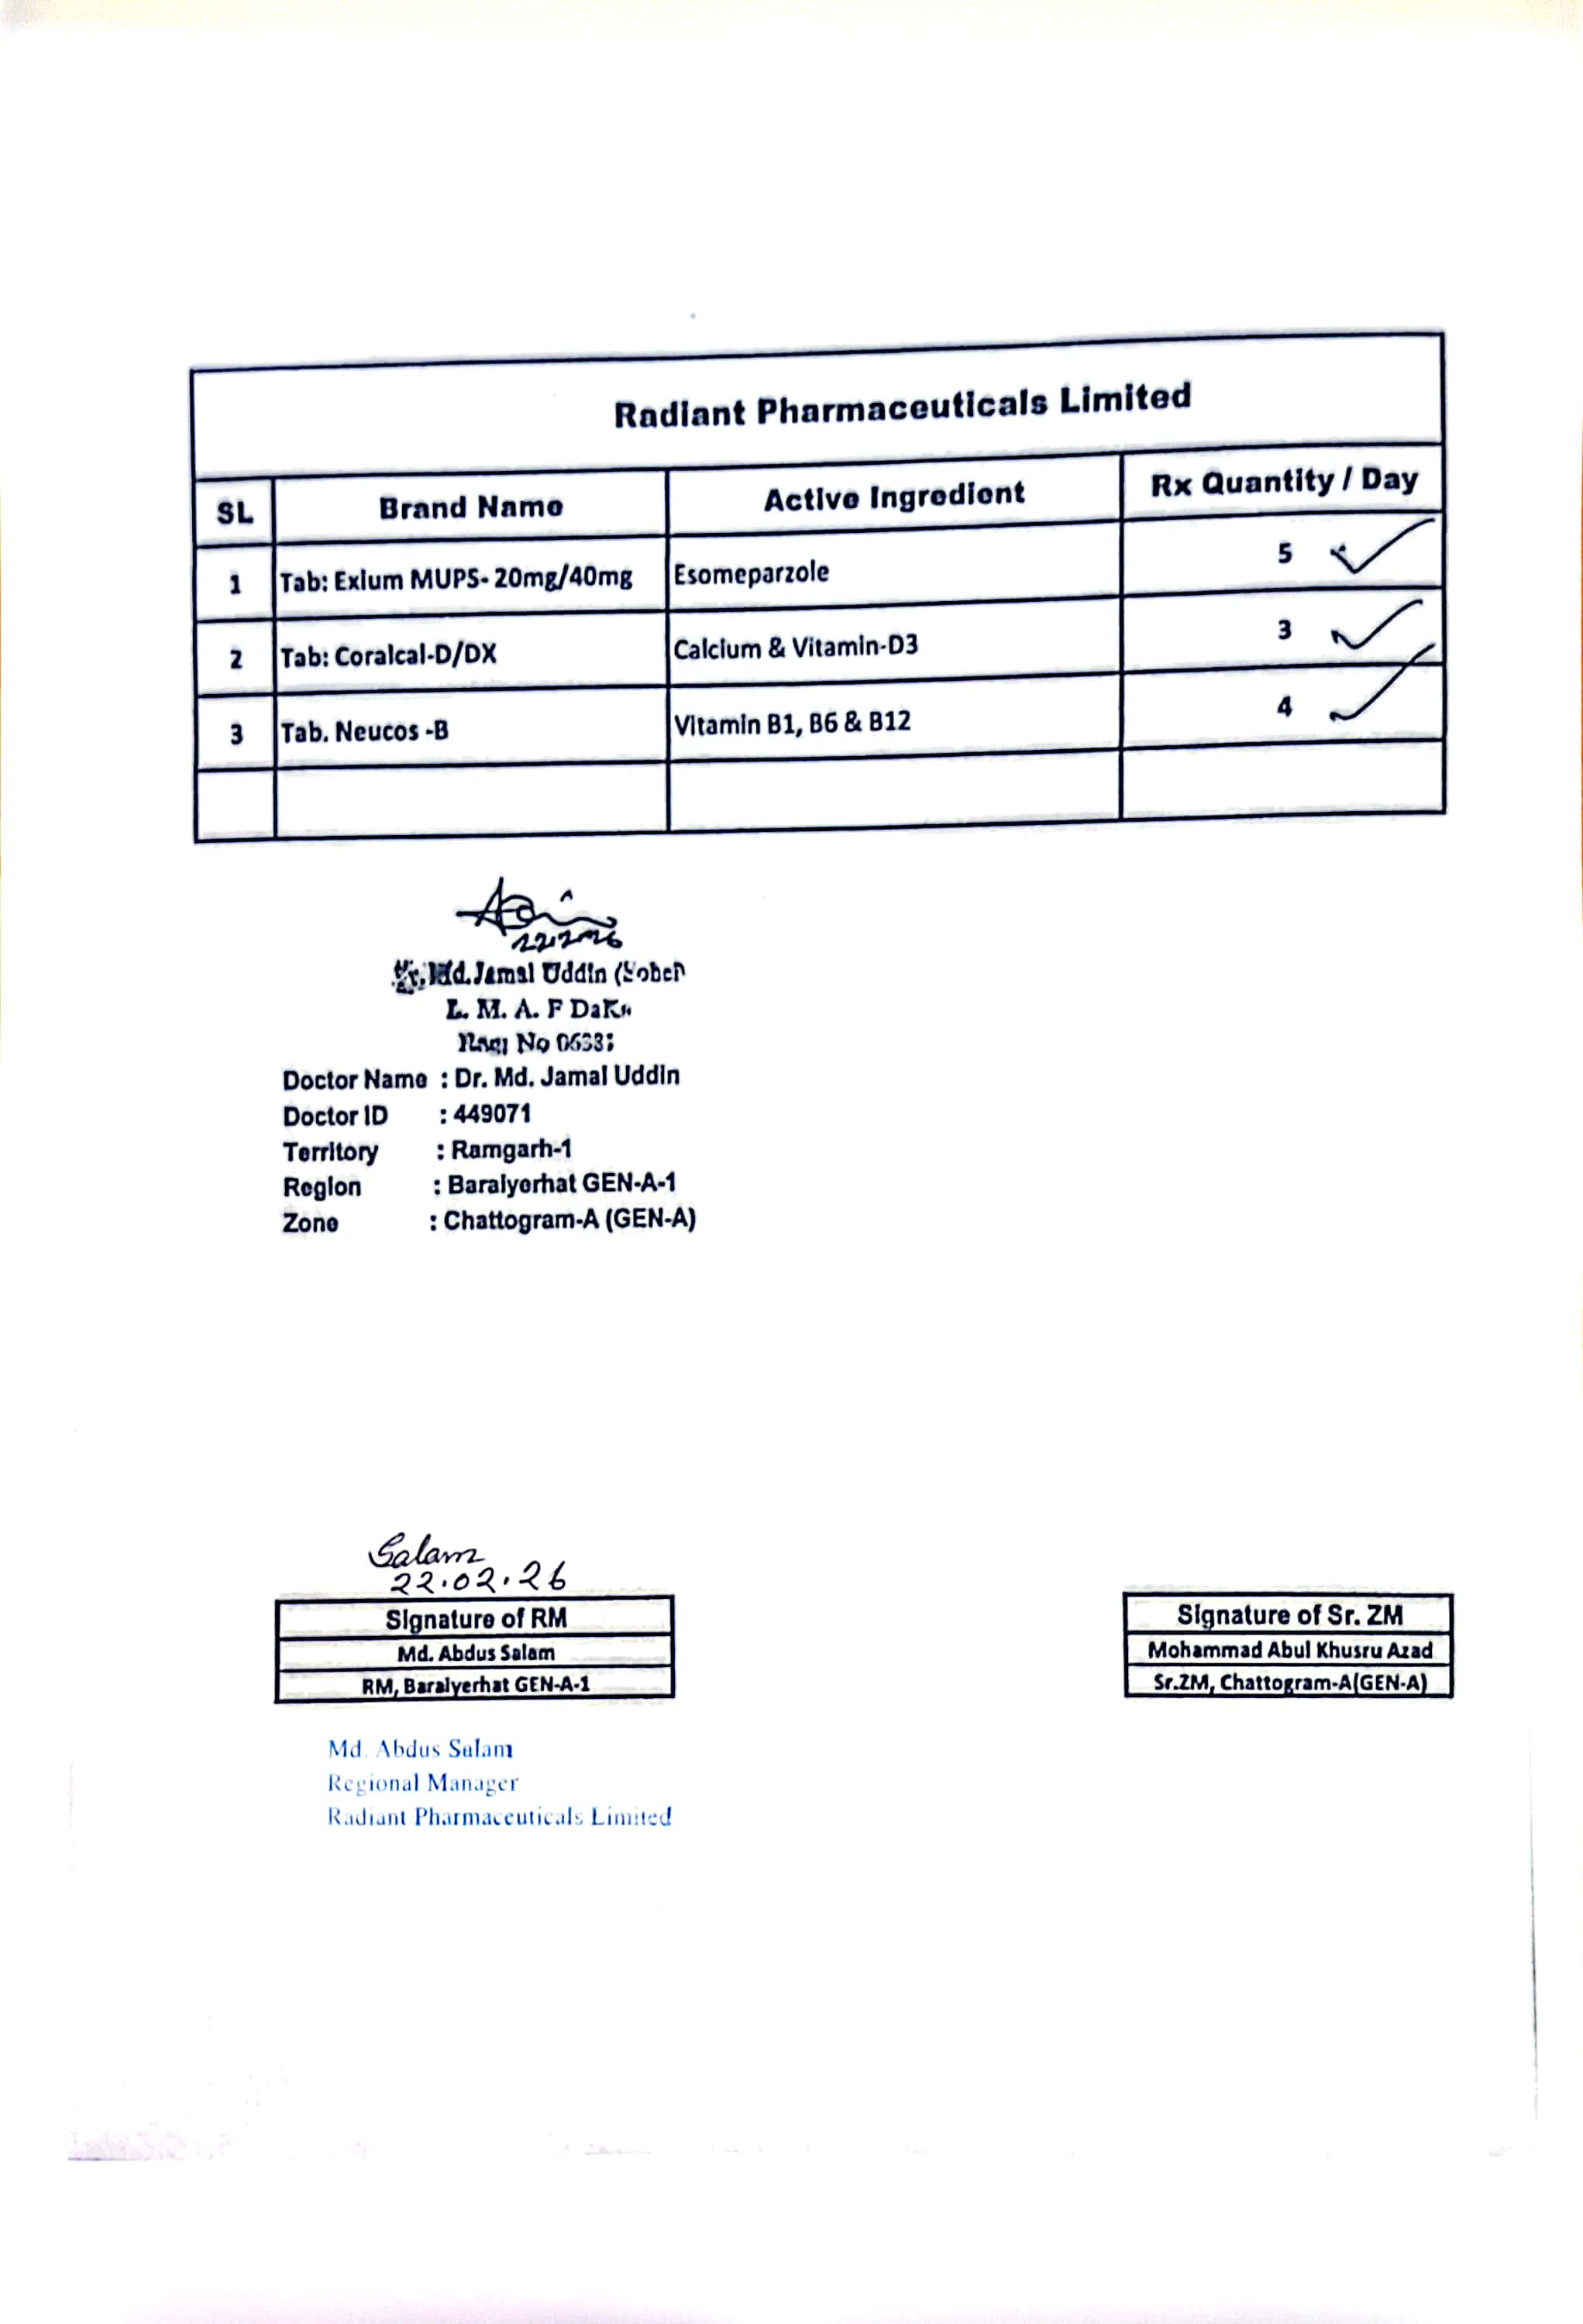 Radiant Pharmaceuticals Limited
SL Brand Name Active Ingredient Rx Quantity / Day
1 Tab: Exium MUPS- 20mg/40mg Esomeparzole 5
2 Tab: Coralcal-D/DX Calcium & Vitamin-D3 3
3 Tab. Neucos -B Vitamin B1, B6 & B12 4
Md. Jamal Uddin
L. M. A. F
No
Doctor Name : Dr. Md. Jamal Uddin
Doctor ID : 449071
Territory : Ramgarh-1
Region : Baraiyerhat GEN-A-1
Zone : Chattogram-A (GEN-A)
Salam
22.02.26
Signature of RM
Md. Abdus Salam
RM, Baraiyerhat GEN-A-1
Signature of Sr. ZM
Mohammad Abul Khusru Azad
Sr.ZM, Chattogram-A(GEN-A)
Md. Abdus Salam
Regional Manager
Radiant Pharmaceuticals Limited